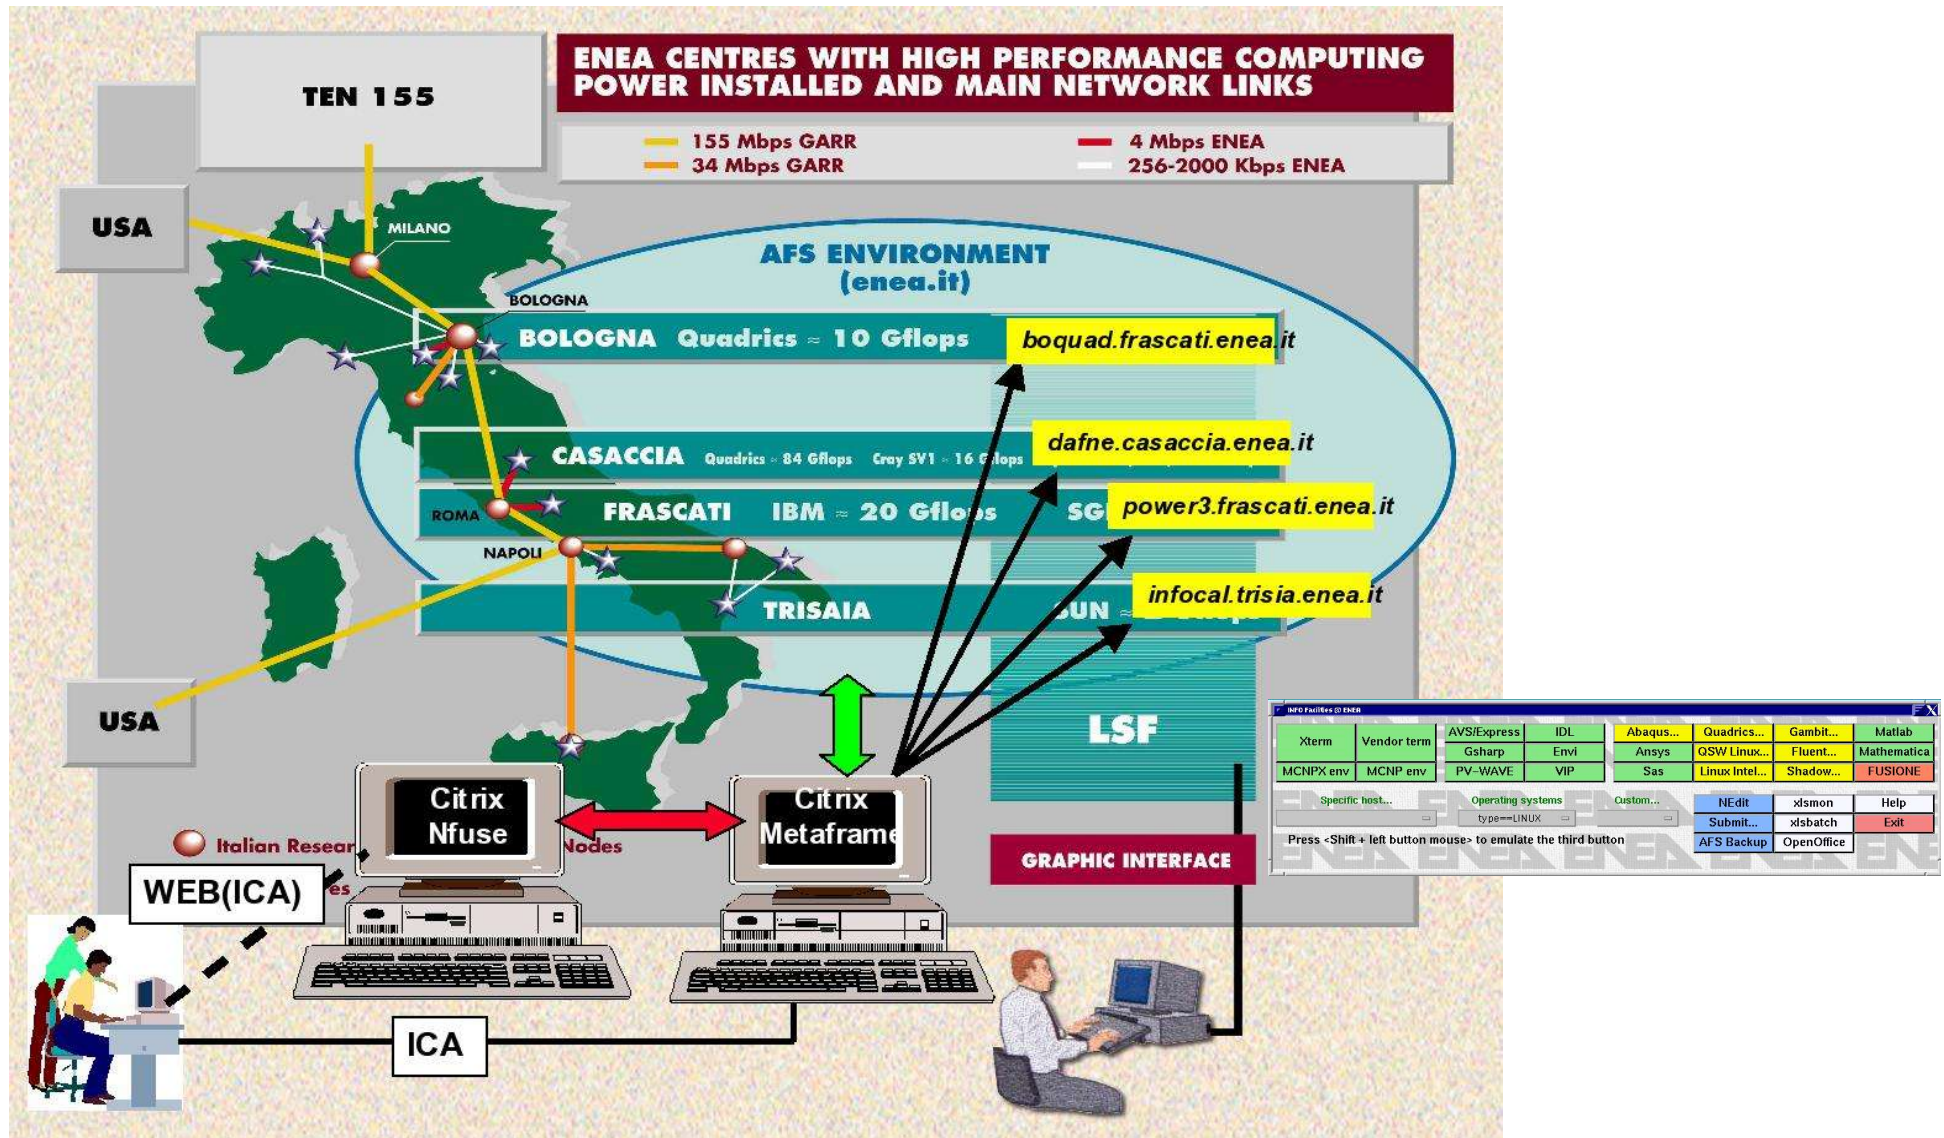 ENEA CENTRES WITH HIGH PERFORMANCE COMPUTING
POWER INSTALLED AND MAIN NETWORK LINKS
TEN 155
155 Mbps GARR
4 Mbps ENEA
34 Mbps GARR
256-2000 Kbps ENEA
USA
MILANO
AFS ENVIRONMENT
(enea.it)
BOLOGNA
BOLOGNA Quadrics ≈ 10 Gflops
boquad.frascati.enea.it
CASACCIA Quadrics ≈ 84 Gflops Cray SV1 ≈ 16 Gflops
dafne.casaccia.enea.it
ROMA
FRASCATI IBM ≈ 20 Gflops
power3.frascati.enea.it
NAPOLI
TRISAIA SUN ≈
infocal.trisia.enea.it
USA
LSF
Citrix
Nfuse
Citrix
Metaframe
Italian Resear
Nodes
GRAPHIC INTERFACE
WEB(ICA)
es
ICA
INFO Facilities @ ENEA
Xterm Vendor term AVS/Express IDL Abaqus... Quadrics... Gambit... Matlab
Gsharp Envi Ansys QSW Linux... Fluent... Mathematica
MCNPX env MCNP env PV-WAVE VIP Sas Linux Intel... Shadow... FUSIONE
Specific host... Operating systems Custom... NEdit xlsmon Help
type==LINUX Submit... xlsbatch Exit
Press <Shift + left button mouse> to emulate the third button AFS Backup OpenOffice